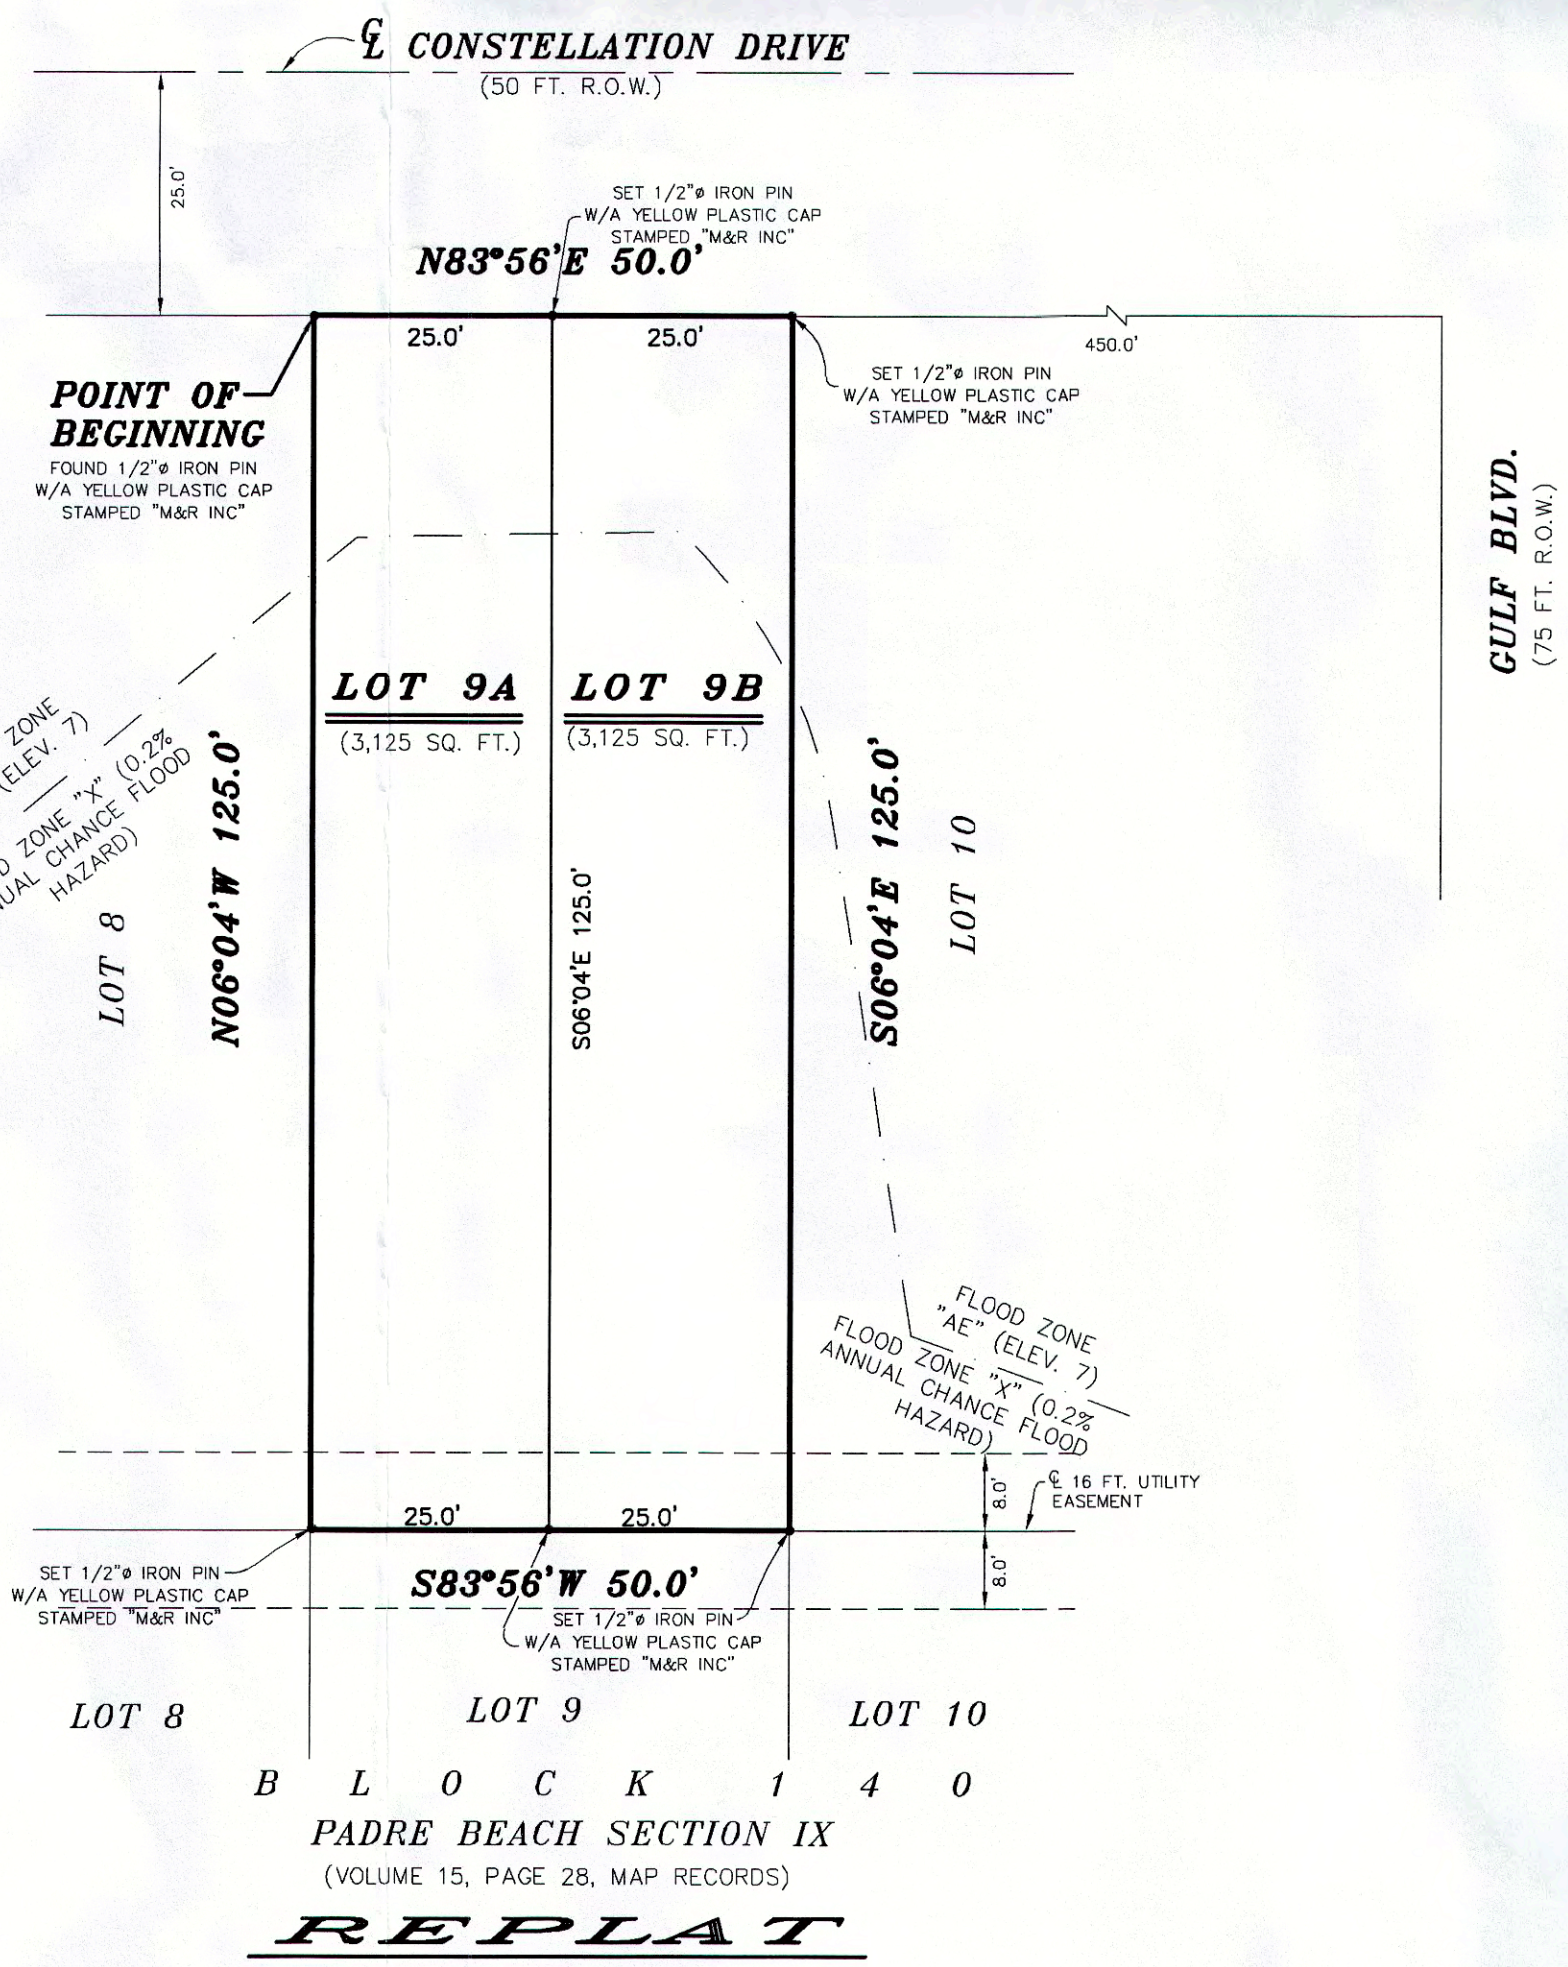 ℄ CONSTELLATION DRIVE
(50 FT. R.O.W.)
25.0'
SET 1/2"ø IRON PIN
W/A YELLOW PLASTIC CAP
STAMPED "M&R INC"
N83°56'E 50.0'
25.0'
25.0'
450.0'
POINT OF
BEGINNING
FOUND 1/2"ø IRON PIN
W/A YELLOW PLASTIC CAP
STAMPED "M&R INC"
SET 1/2"ø IRON PIN
W/A YELLOW PLASTIC CAP
STAMPED "M&R INC"
GULF BLVD.
(75 FT. R.O.W.)
LOT 9A
(3,125 SQ. FT.)
LOT 9B
(3,125 SQ. FT.)
ZONE
(ELEV. 7)
ZONE "X" (0.2%
CHANCE FLOOD
HAZARD)
LOT 8
N06°04'W 125.0'
S06°04'E 125.0'
S06°04'E 125.0'
LOT 10
FLOOD ZONE
"AE" (ELEV. 7)
FLOOD ZONE "X" (0.2%
ANNUAL CHANCE FLOOD
HAZARD)
8.0'
℄ 16 FT. UTILITY
EASEMENT
8.0'
25.0'
25.0'
SET 1/2"ø IRON PIN
W/A YELLOW PLASTIC CAP
STAMPED "M&R INC"
S83°56'W 50.0'
SET 1/2"ø IRON PIN
W/A YELLOW PLASTIC CAP
STAMPED "M&R INC"
LOT 8
LOT 9
LOT 10
B L O C K 1 4 0
PADRE BEACH SECTION IX
(VOLUME 15, PAGE 28, MAP RECORDS)
REPLAT